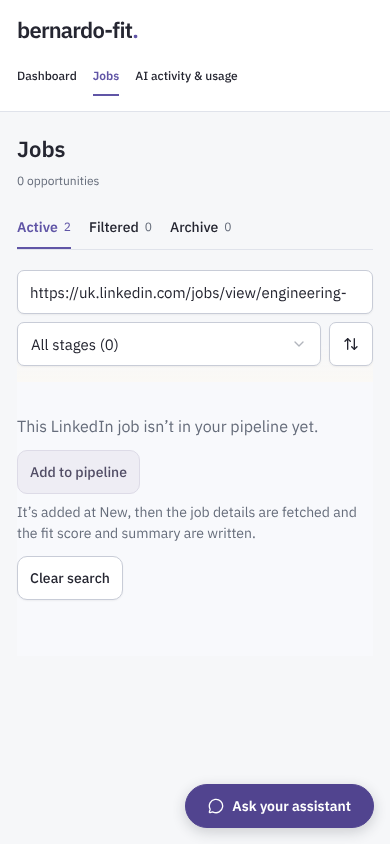 bernardo-fit.
Dashboard Jobs AI activity & usage
Jobs
0 opportunities
Active 2 Filtered 0 Archive 0
https://uk.linkedin.com/jobs/view/engineering-
All stages (0)
This LinkedIn job isn’t in your pipeline yet.
Add to pipeline
It’s added at New, then the job details are fetched and
the fit score and summary are written.
Clear search
Ask your assistant